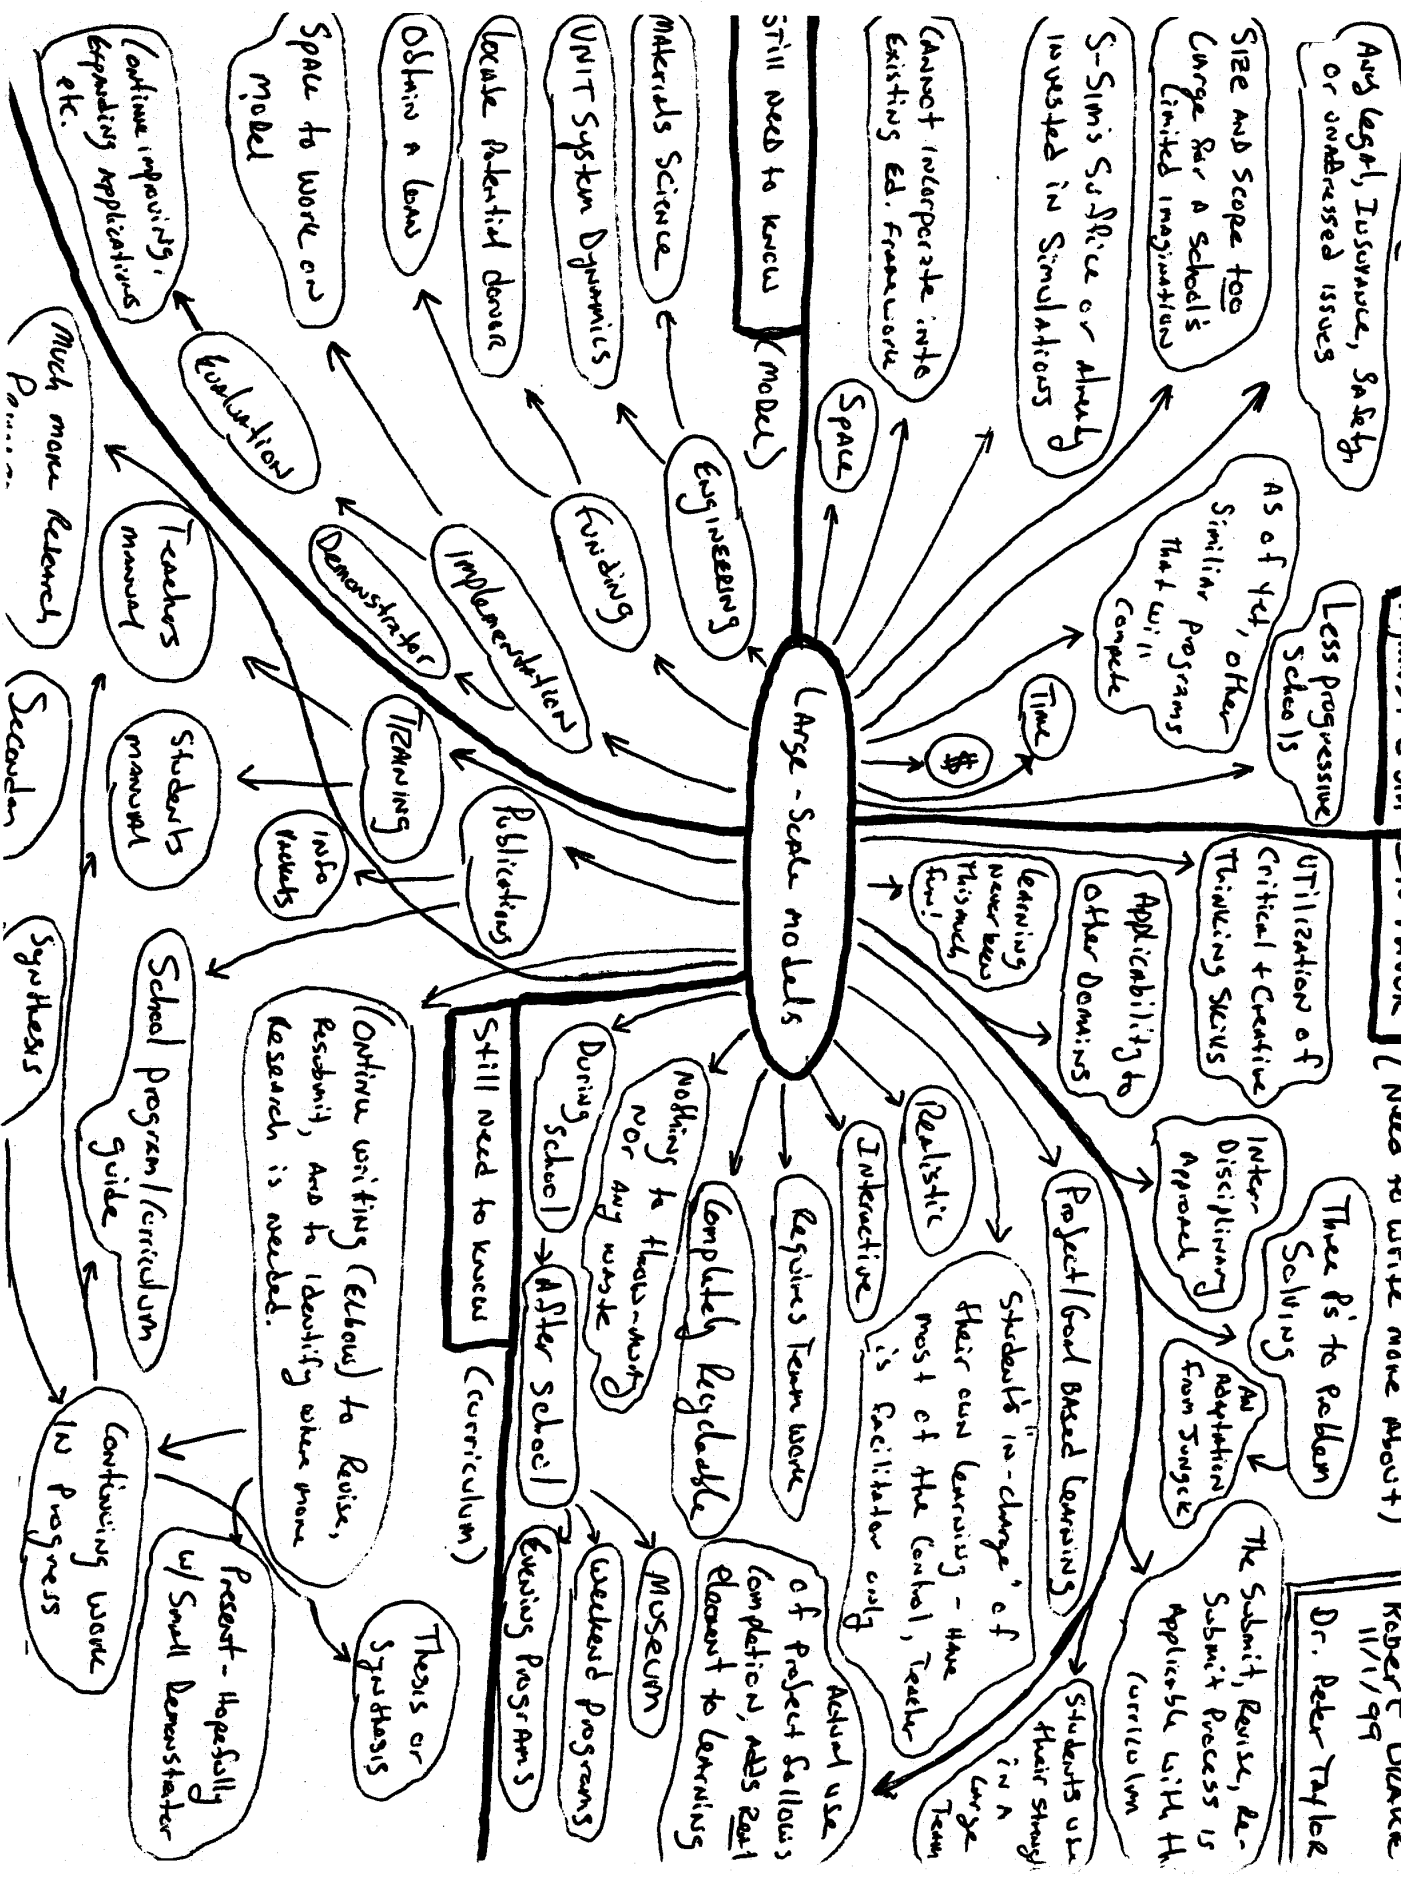 Any Legal, Insurance, Safety,
or unadressed issues
Size and Scope too
Large for a School's
Limited imagination
S-Sim's Suffice or Already
invested in Simulations
Cannot incorporate into
Existing Ed. Framework
Still need to know
(Model)
Materials Science
Unit System Dynamics
Locate Potential donor
Obtain a loan
Space to work on
Model
Continue improving,
Expanding Applications
etc.
Space
Engineering
Funding
Implementation
Demonstrator
Evaluation
As of Yet, other
Similiar programs
that will
Compete
Less progressive
Schools
Time
$
Large-Scale models
Much more Research
Teachers
manual
Training
Students
manual
Info
Packets
Publications
Secondary
Synthesis
School Program/Curriculum
guide
Utilization of
Critical + Creative
Thinking Skills
Applicability to
other Domains
Learning
never been
This much
fun!
(Need to write more About)
Inter-
Disciplinary
Approach
Three P's to Problem
Solving
An
Adaptation
from Jungck
Robert Drake
11/1/99
Dr. Peter Taylor
The Submit, Revise, Re-
Submit Process is
Applicable with th
Curriculum
Project/Goal Based Learning
Students use
their strength
in a
Large
Team
Realistic
Interactive
Students "in-charge" of
their own learning - Have
most of the Control, Teacher
is facilitator only
Requires Teamwork
Completely Recycleable
Nothing to throw-away
Nor any waste
During
School
After School
Actual use
of Project follows
Completion, adds Real
element to learning
Museum
Weekend Programs
Evening Programs
Still need to know
(Curriculum)
Continue writing (Elbow) to Revise,
Resubmit, and to identify where more
Research is needed.
Thesis or
Synthesis
Present - Hopefully
w/ Small Demonstrator
Continuing work
In Progress